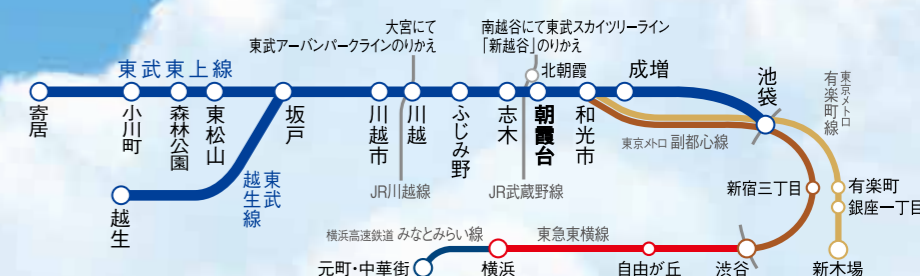 大宮にて
東武アーバンパークラインのりかえ
南越谷にて東武スカイツリーライン
「新越谷」のりかえ
東武東上線
北朝霞
成増
池袋
東京メトロ
有楽町線
寄居
小川町
森林公園
東松山
坂戸
川越市
川越
ふじみ野
志木
朝霞台
和光市
東京メトロ 副都心線
東武
越生線
JR川越線
JR武蔵野線
越生
新宿三丁目
有楽町
銀座一丁目
横浜高速鉄道 みなとみらい線
東急東横線
元町・中華街
横浜
自由が丘
渋谷
新木場